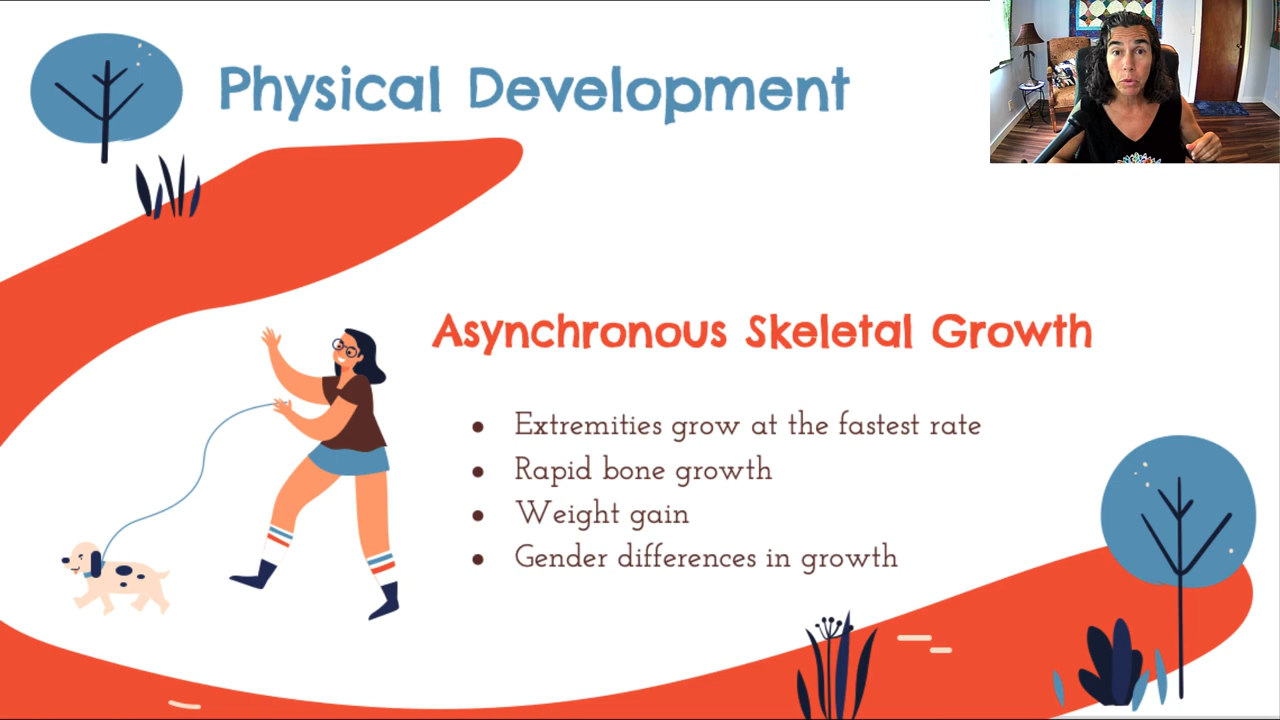 Physical Development
Asynchronous Skeletal Growth
● Extremities grow at the fastest rate
● Rapid bone growth
● Weight gain
● Gender differences in growth